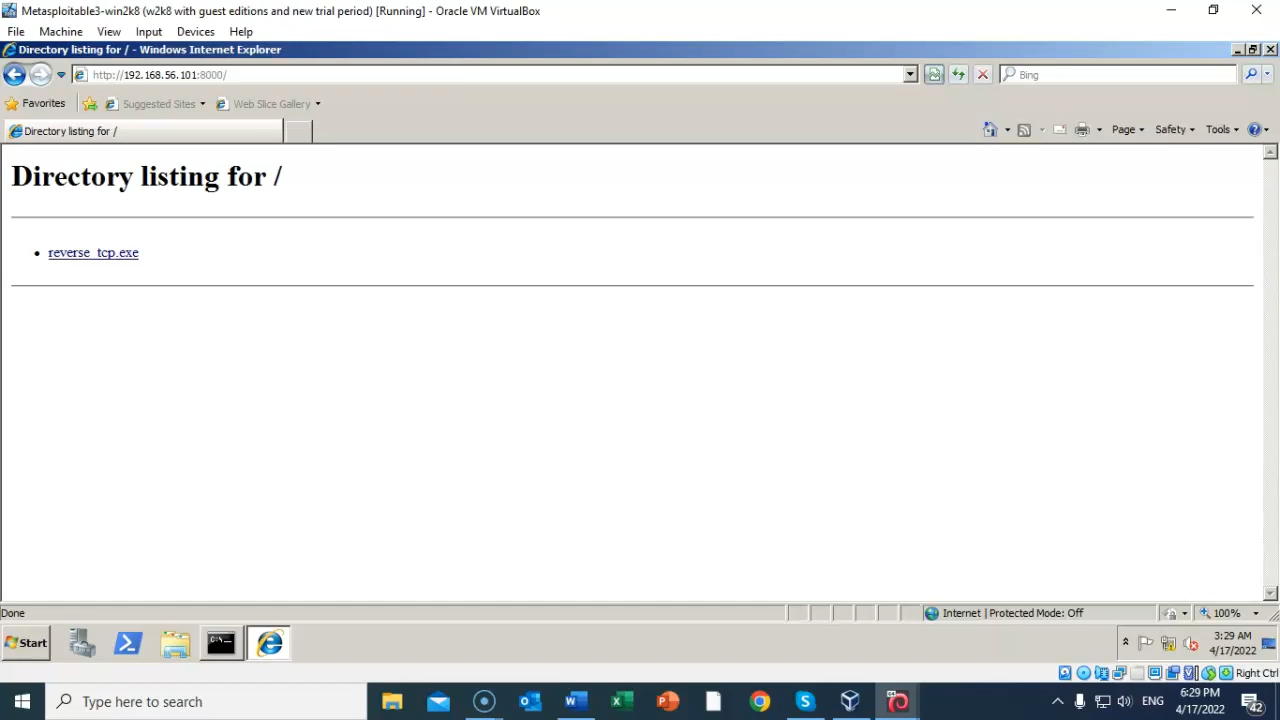 Metasploitable3-win2k8 (w2k8 with guest editions and new trial period) [Running] - Oracle VM VirtualBox
File Machine View Input Devices Help
Directory listing for / - Windows Internet Explorer
http://192.168.56.101:8000/
Bing
Favorites Suggested Sites Web Slice Gallery
Directory listing for /
Page Safety Tools
Directory listing for /
reverse_tcp.exe
Done
Internet | Protected Mode: Off
100%
Start
3:29 AM
4/17/2022
Right Ctrl
Type here to search
ENG
6:29 PM
4/17/2022
42